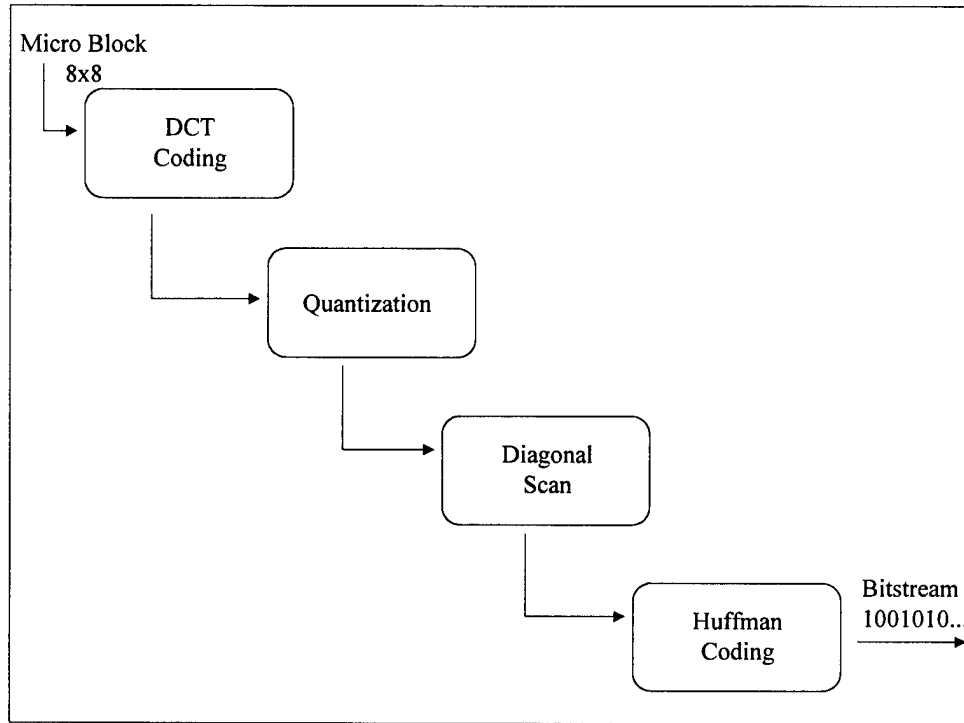 Micro Block
8x8
DCT
Coding
Quantization
Diagonal
Scan
Huffman
Coding
Bitstream
1001010...